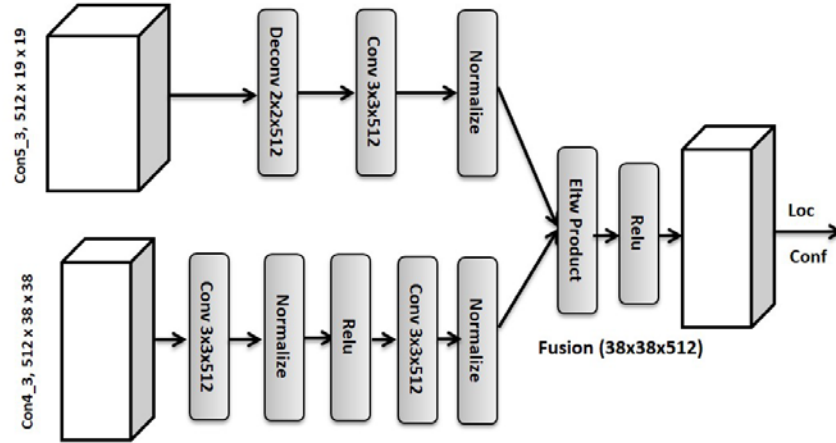 Con5_3, 512 x 19 x 19
Deconv 2x2x512
Conv 3x3x512
Normalize
Con4_3, 512 x 38 x 38
Conv 3x3x512
Normalize
Relu
Conv 3x3x512
Normalize
Eltw Product
Relu
Loc
Conf
Fusion (38x38x512)